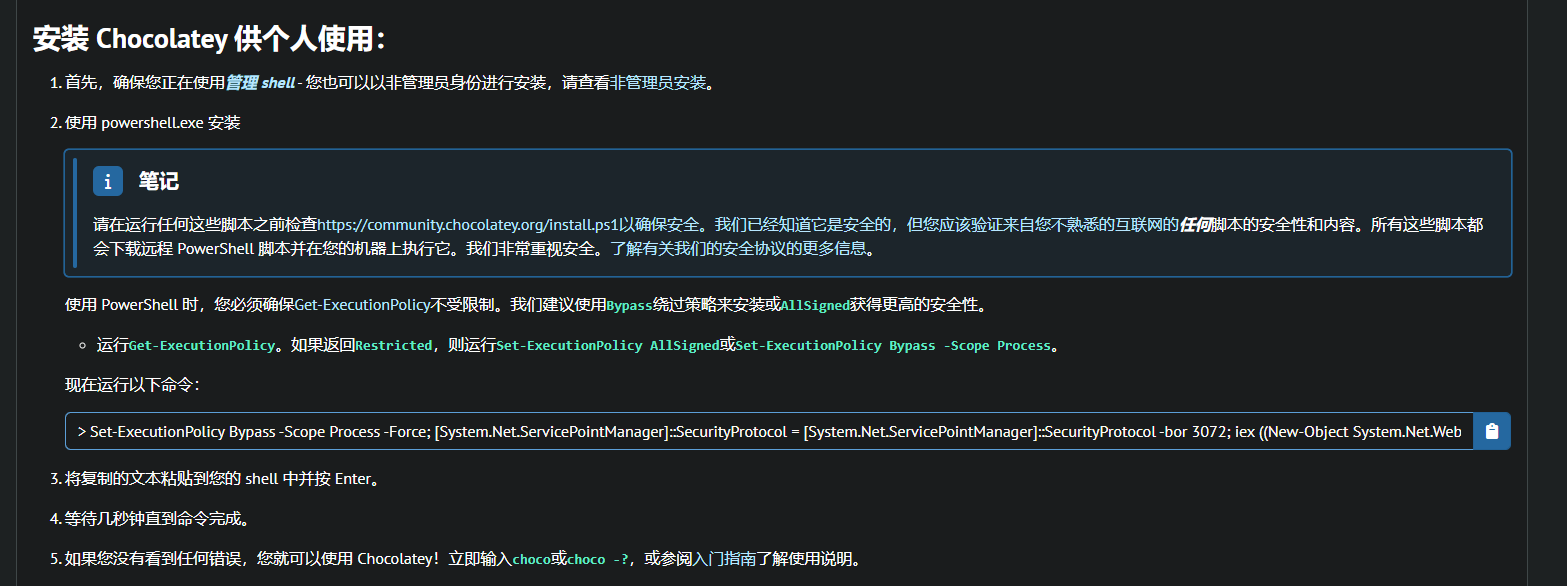 安装 Chocolatey 供个人使用：
1. 首先，确保您正在使用管理 shell - 您也可以以非管理员身份进行安装，请查看非管理员安装。
2. 使用 powershell.exe 安装
笔记
请在运行任何这些脚本之前检查https://community.chocolatey.org/install.ps1以确保安全。我们已经知道它是安全的，但您应该验证来自您不熟悉的互联网的任何脚本的安全性和内容。所有这些脚本都
会下载远程 PowerShell 脚本并在您的机器上执行它。我们非常重视安全。了解有关我们的安全协议的更多信息。
使用 PowerShell 时，您必须确保Get-ExecutionPolicy不受限制。我们建议使用Bypass绕过策略来安装或AllSigned获得更高的安全性。
运行Get-ExecutionPolicy。如果返回Restricted，则运行Set-ExecutionPolicy AllSigned或Set-ExecutionPolicy Bypass -Scope Process。
现在运行以下命令：
> Set-ExecutionPolicy Bypass -Scope Process -Force; [System.Net.ServicePointManager]::SecurityProtocol = [System.Net.ServicePointManager]::SecurityProtocol -bor 3072; iex ((New-Object System.Net.Web
3. 将复制的文本粘贴到您的 shell 中并按 Enter。
4. 等待几秒钟直到命令完成。
5. 如果您没有看到任何错误，您就可以使用 Chocolatey！立即输入choco或choco -?，或参阅入门指南了解使用说明。